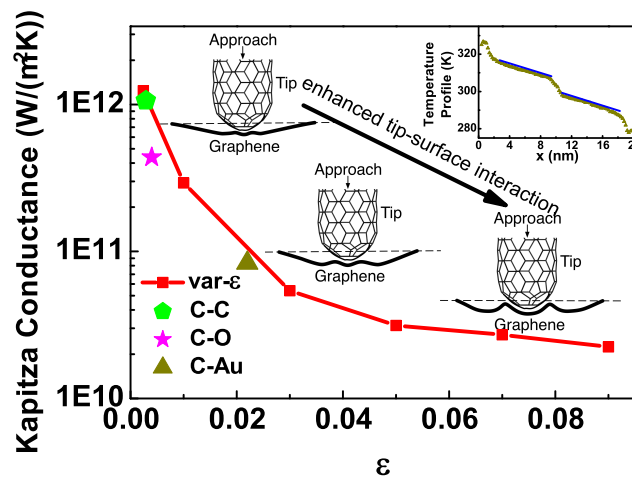 Kapitza Conductance (W/(m²K))
1E12
1E11
1E10
0.00
0.02
0.04
0.06
0.08
ε
var-ε
C-C
C-O
C-Au
Approach
Tip
Graphene
enhanced tip-surface interaction
Approach
Tip
Graphene
Approach
Tip
Graphene
Temperature
Profile (K)
320
300
280
0
4
8
12
16
20
x (nm)